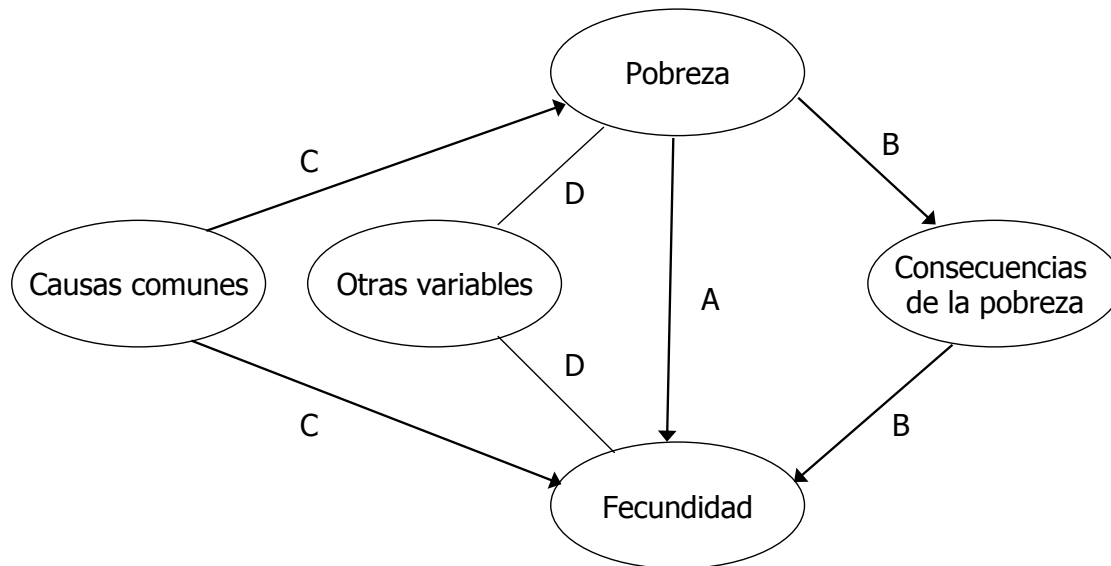 Pobreza
C
B
D
Causas comunes
Otras variables
A
Consecuencias
de la pobreza
D
C
B
Fecundidad